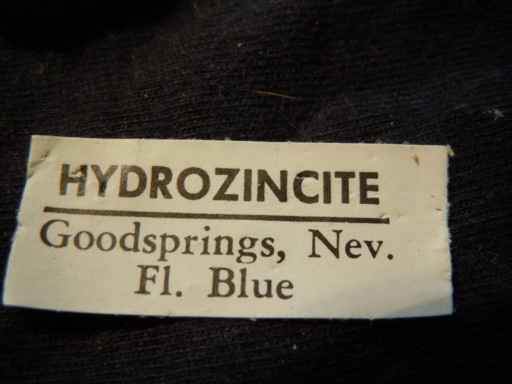 HYDROZINCITE
Goodsprings, Nev.
Fl. Blue